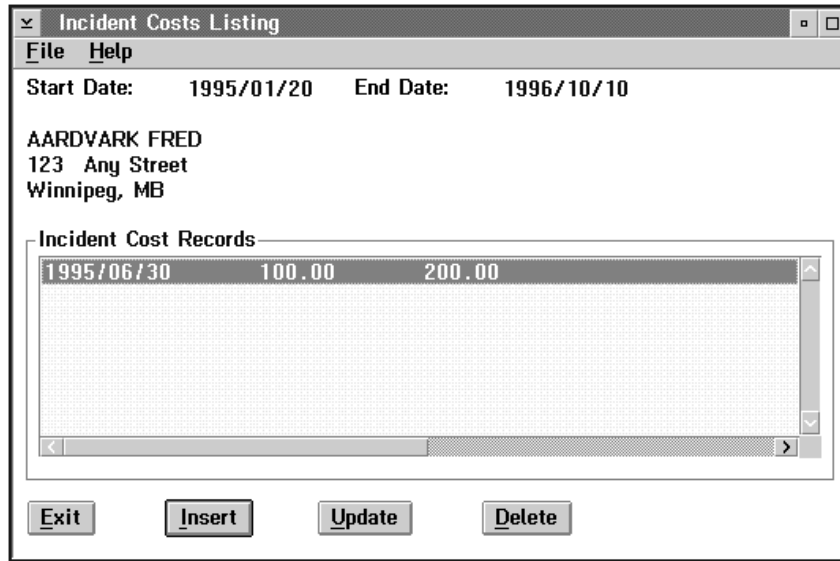 Incident Costs Listing
File Help
Start Date: 1995/01/20 End Date: 1996/10/10
AARDVARK FRED
123 Any Street
Winnipeg, MB
Incident Cost Records
1995/06/30 100.00 200.00
Exit Insert Update Delete